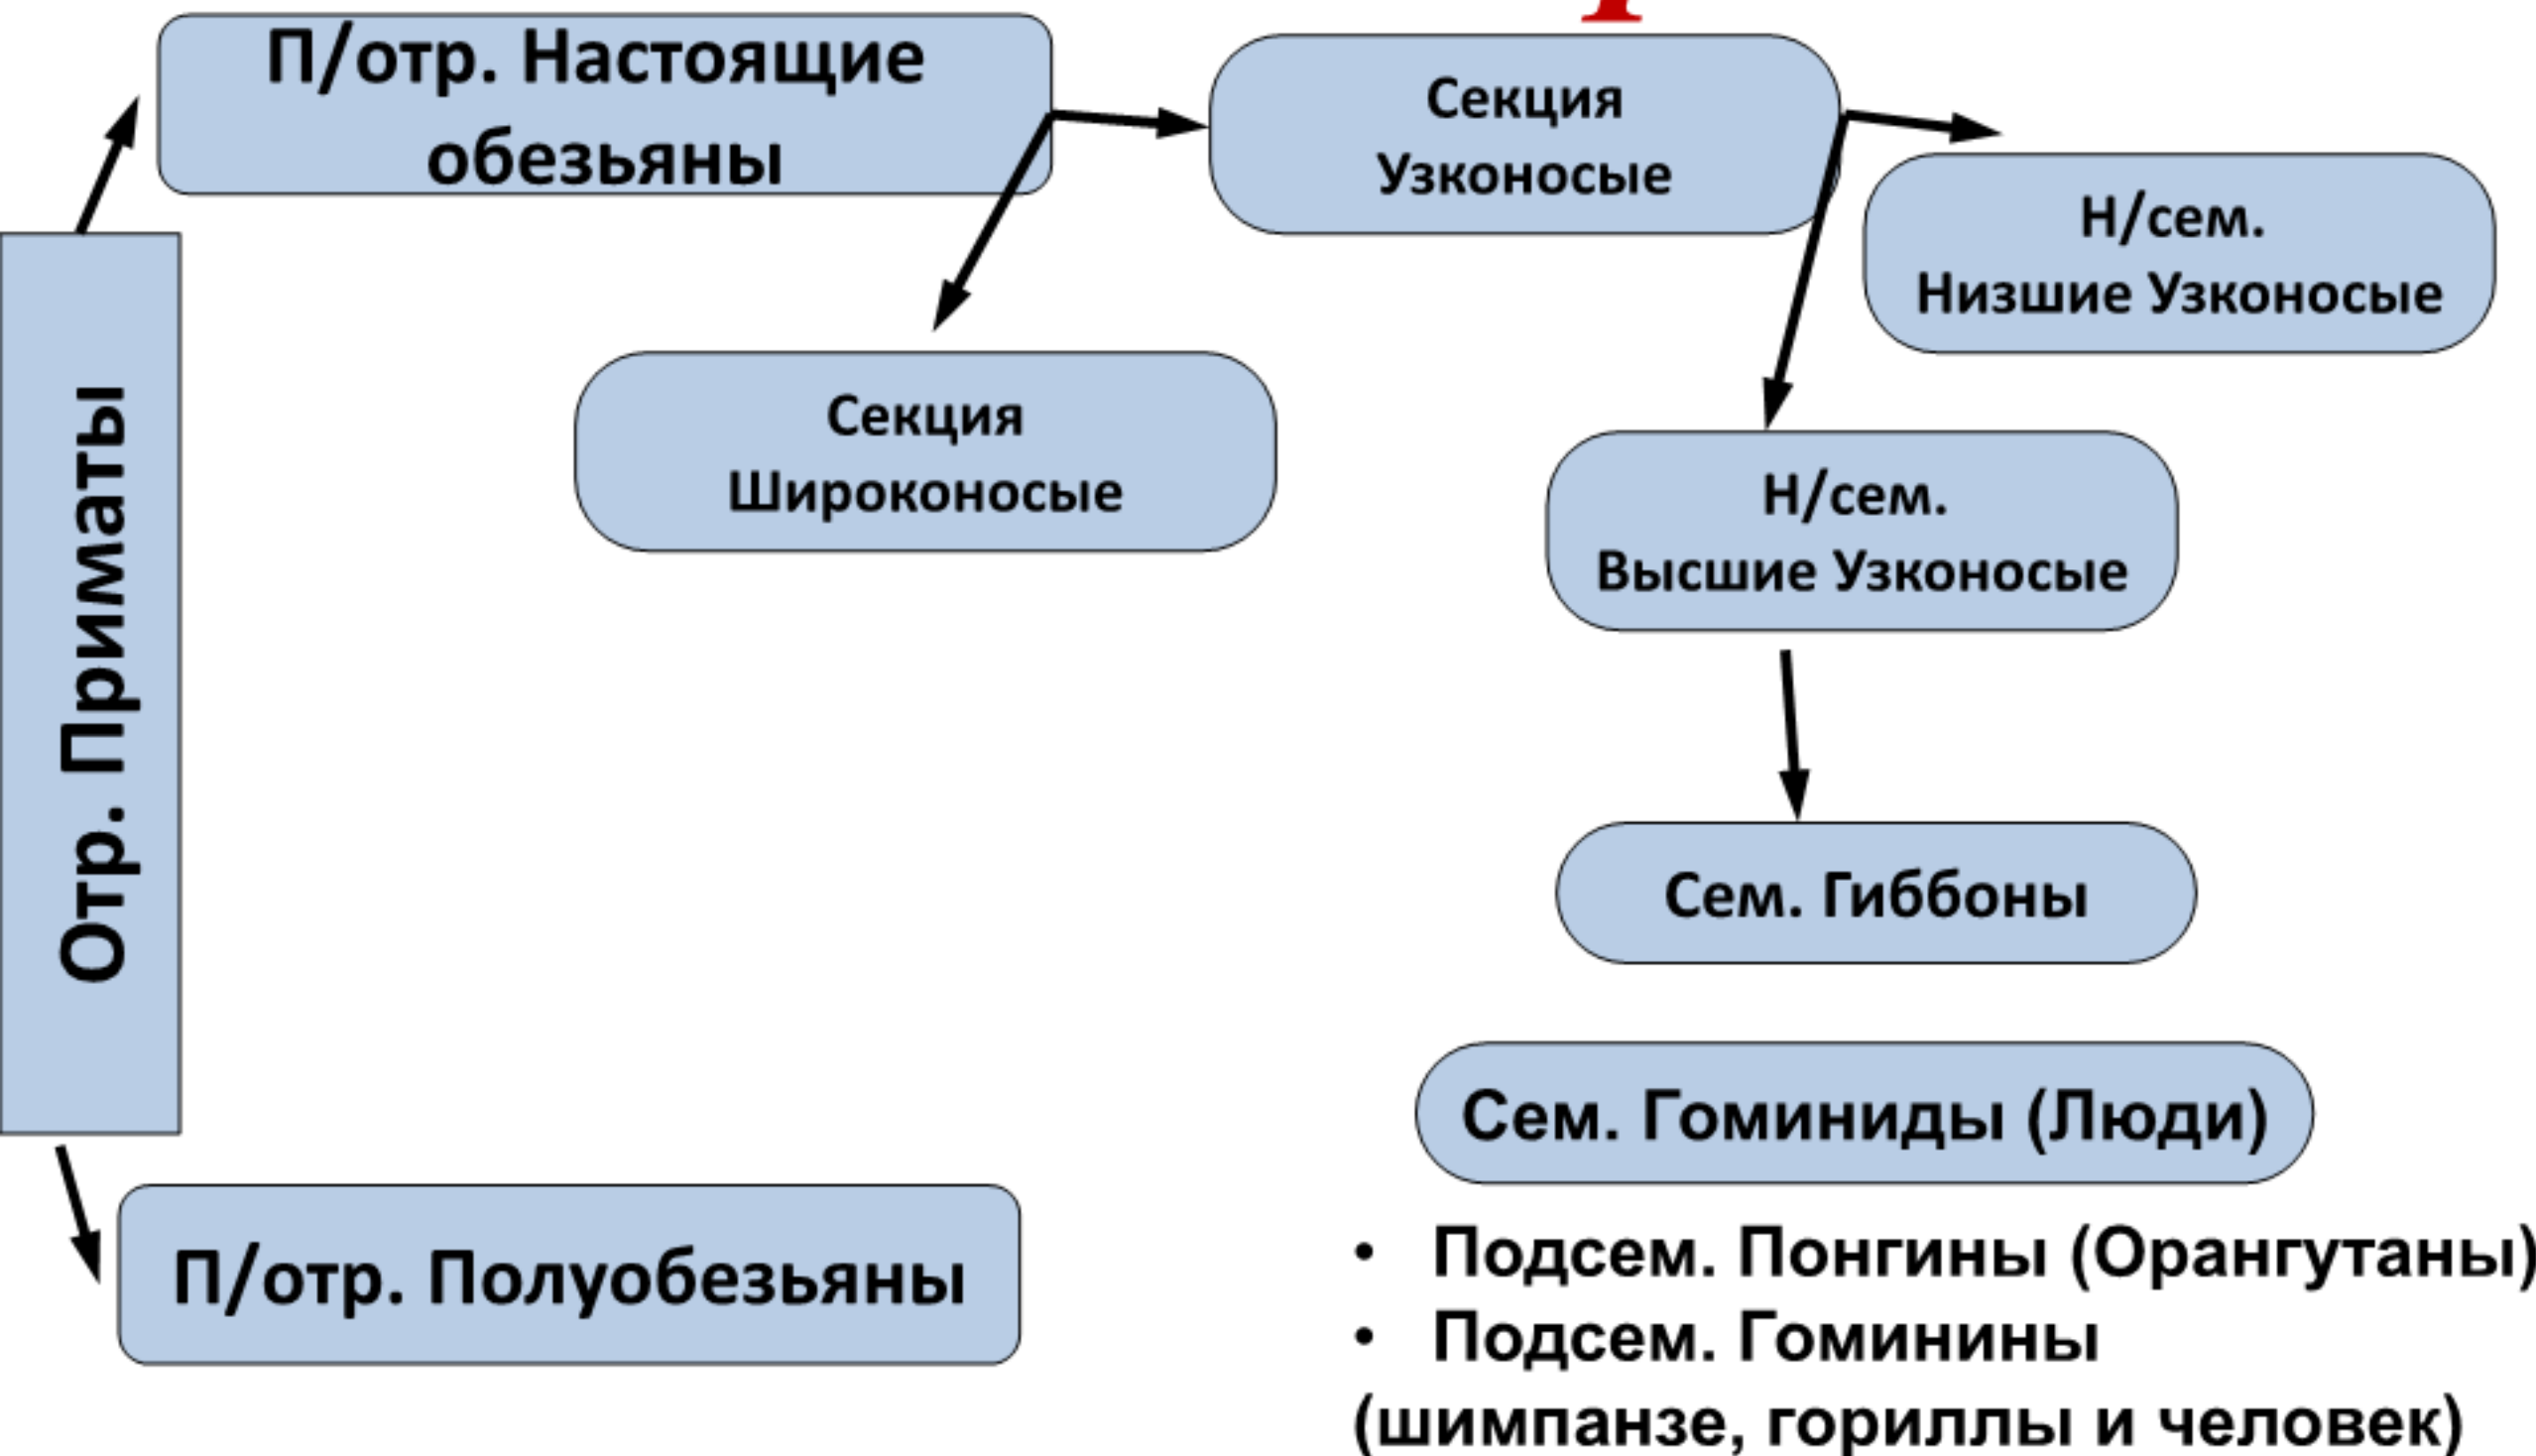 П/отр. Настоящие
обезьяны
Секция
Узконосые
Н/сем.
Низшие Узконосые
Секция
Широконосые
Н/сем.
Высшие Узконосые
Отр. Приматы
Сем. Гиббоны
Сем. Гоминиды (Люди)
П/отр. Полуобезьяны
• Подсем. Понгины (Орангутаны)
• Подсем. Гоминины
(шимпанзе, гориллы и человек)